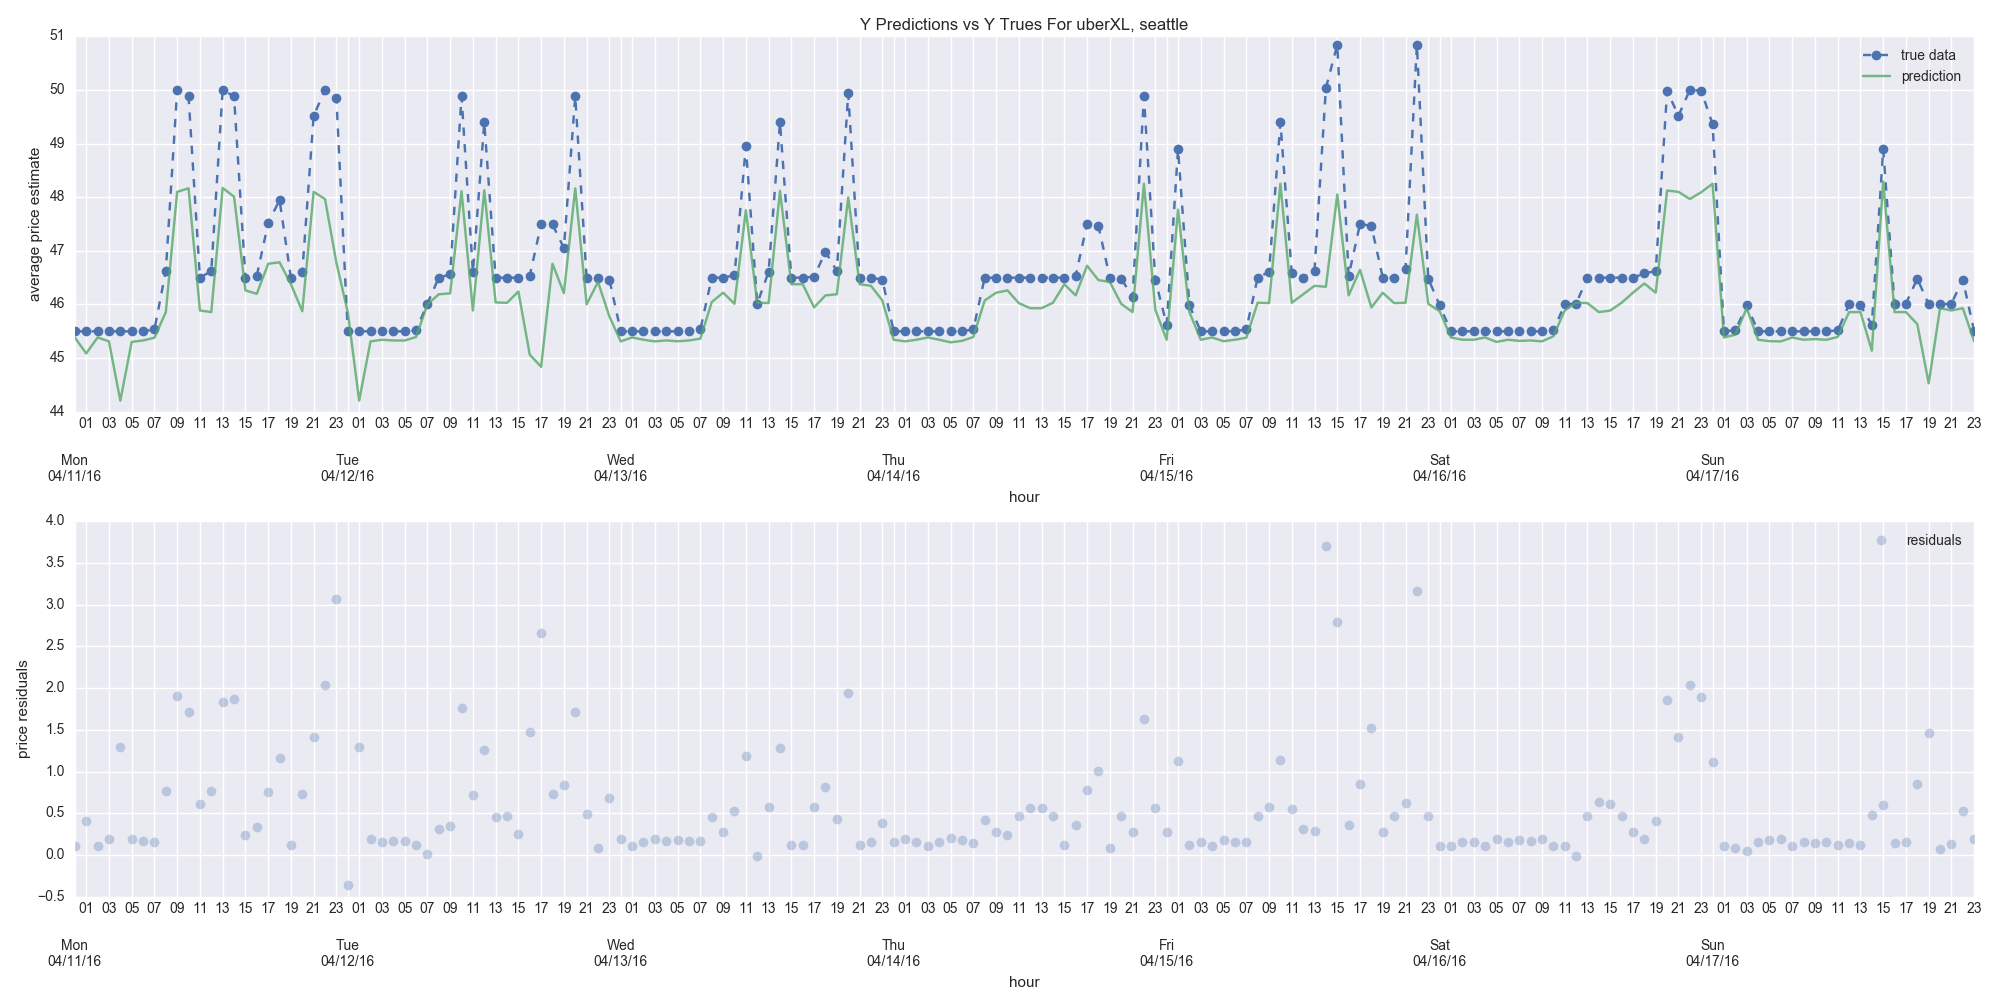 Y Predictions vs Y Trues For uberXL, seattle
51
50
49
48
47
46
45
44
average price estimate
true data
prediction
01 03 05 07 09 11 13 15 17 19 21 23 01 03 05 07 09 11 13 15 17 19 21 23 01 03 05 07 09 11 13 15 17 19 21 23 01 03 05 07 09 11 13 15 17 19 21 23 01 03 05 07 09 11 13 15 17 19 21 23 01 03 05 07 09 11 13 15 17 19 21 23 01 03 05 07 09 11 13 15 17 19 21 23
Mon Tue Wed Thu Fri Sat Sun
04/11/16 04/12/16 04/13/16 04/14/16 04/15/16 04/16/16 04/17/16
hour
4.0
3.5
3.0
2.5
2.0
1.5
1.0
0.5
0.0
−0.5
price residuals
residuals
01 03 05 07 09 11 13 15 17 19 21 23 01 03 05 07 09 11 13 15 17 19 21 23 01 03 05 07 09 11 13 15 17 19 21 23 01 03 05 07 09 11 13 15 17 19 21 23 01 03 05 07 09 11 13 15 17 19 21 23 01 03 05 07 09 11 13 15 17 19 21 23 01 03 05 07 09 11 13 15 17 19 21 23
Mon Tue Wed Thu Fri Sat Sun
04/11/16 04/12/16 04/13/16 04/14/16 04/15/16 04/16/16 04/17/16
hour